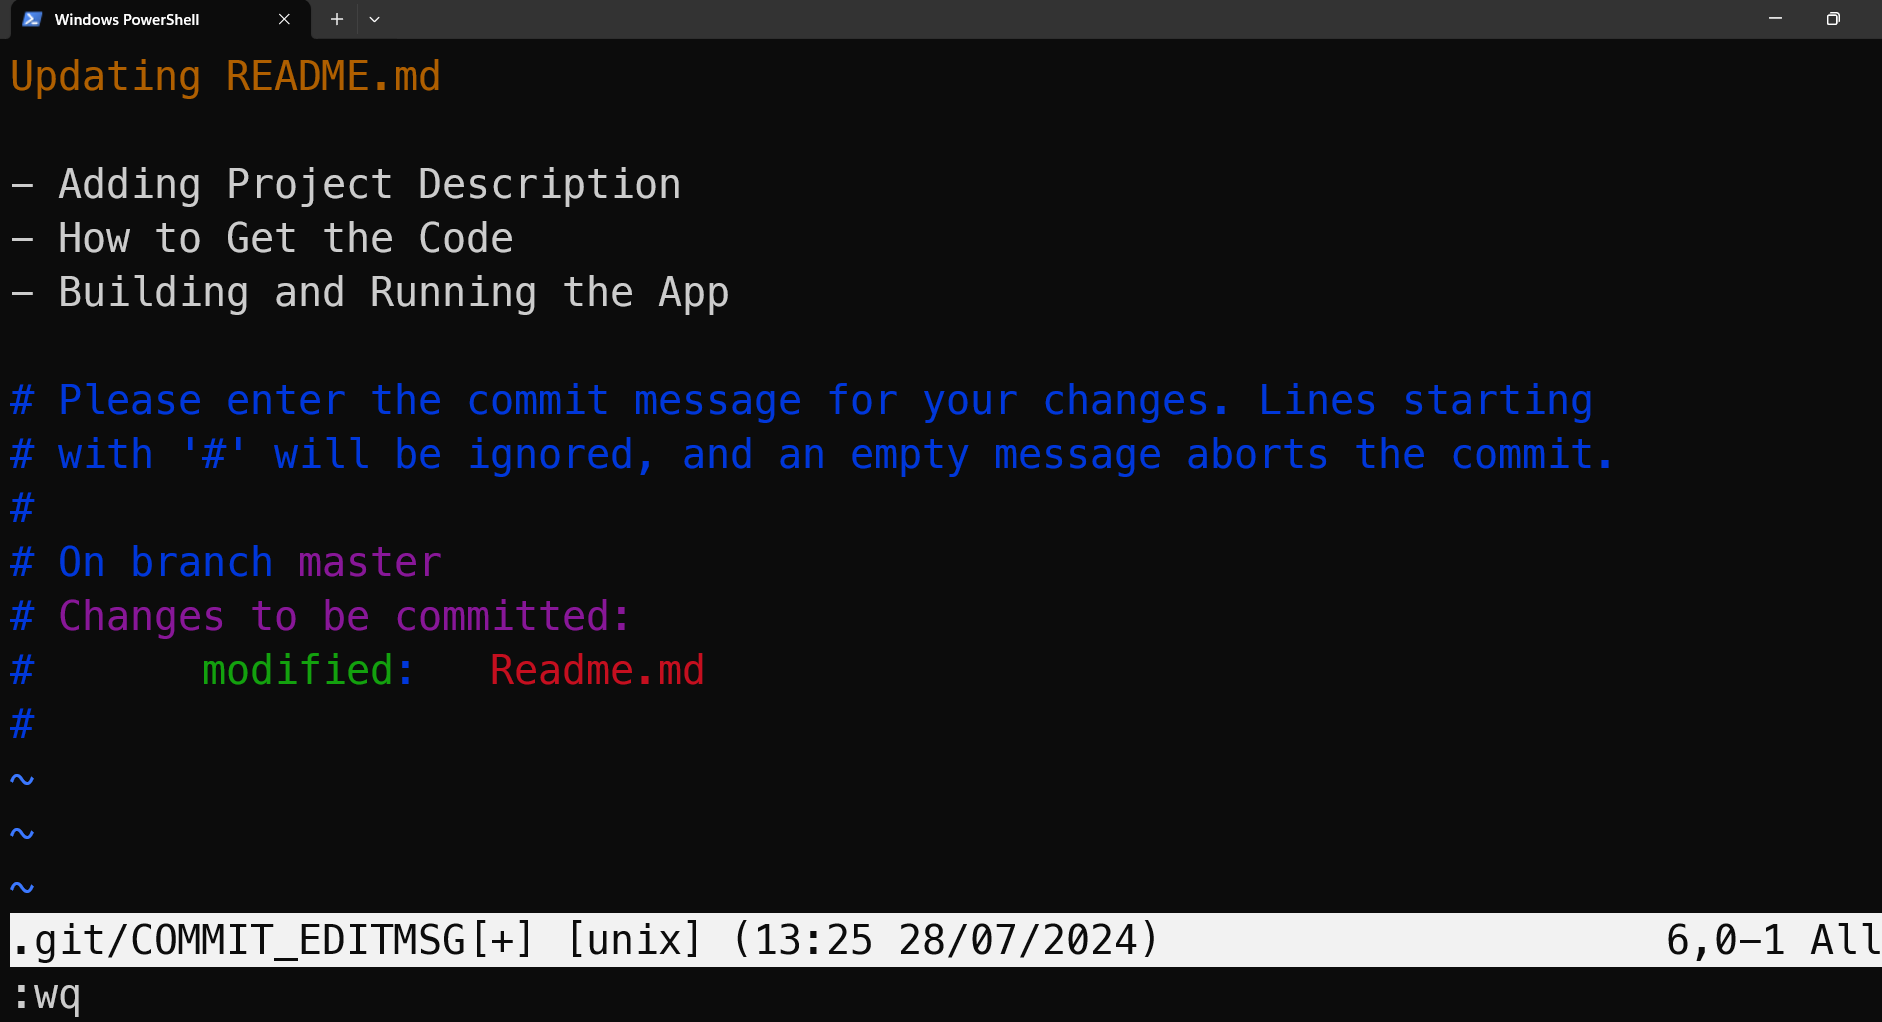 Windows PowerShell
Updating README.md
- Adding Project Description
- How to Get the Code
- Building and Running the App
# Please enter the commit message for your changes. Lines starting
# with '#' will be ignored, and an empty message aborts the commit.
#
# On branch master
# Changes to be committed:
#       modified:   Readme.md
#
~
~
~
.git/COMMIT_EDITMSG[+] [unix] (13:25 28/07/2024) 6,0-1 All
:wq